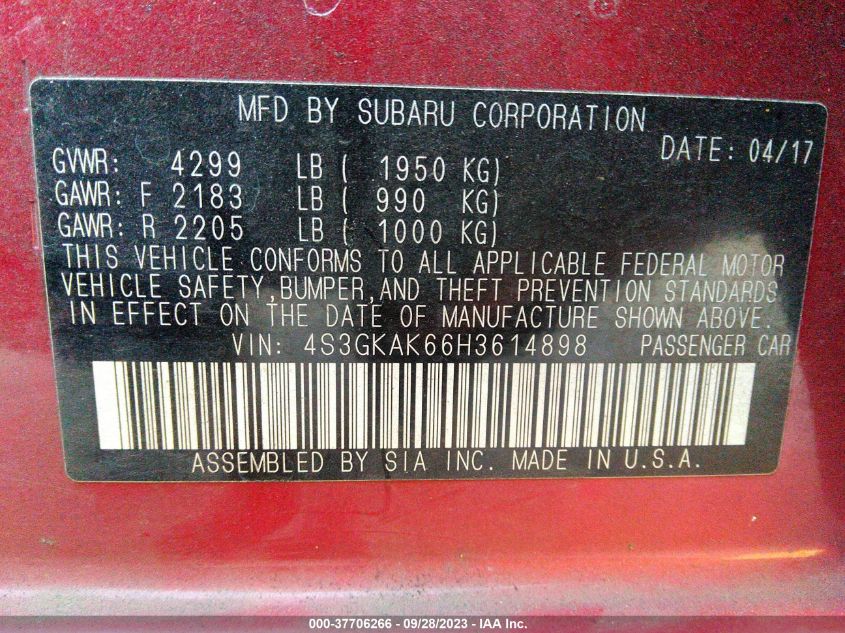 MFD BY SUBARU CORPORATION
DATE: 04/17
GVWR: 4299 LB ( 1950 KG)
GAWR: F 2183 LB ( 990 KG)
GAWR: R 2205 LB ( 1000 KG)
THIS VEHICLE CONFORMS TO ALL APPLICABLE FEDERAL MOTOR
VEHICLE SAFETY,BUMPER,AND THEFT PREVENTION STANDARDS
IN EFFECT ON THE DATE OF MANUFACTURE SHOWN ABOVE.
VIN: 4S3GKAK66H3614898 PASSENGER CAR
ASSEMBLED BY SIA INC. MADE IN U.S.A.
000-37706266 - 09/28/2023 - IAA Inc.